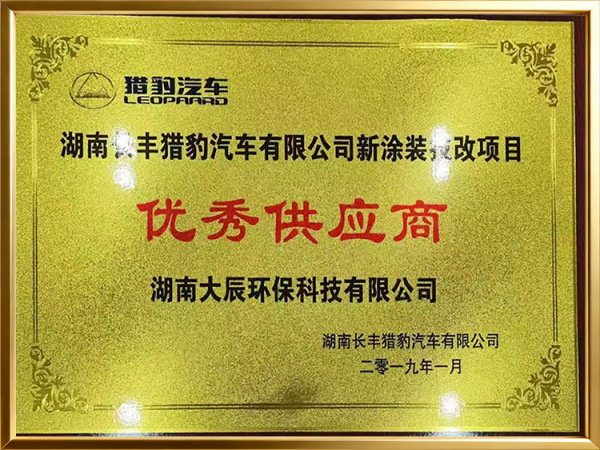 猎豹汽车
LEOPAARD
湖南长丰猎豹汽车有限公司新涂装技改项目
优秀供应商
湖南大辰环保科技有限公司
湖南长丰猎豹汽车有限公司
二零一九年一月